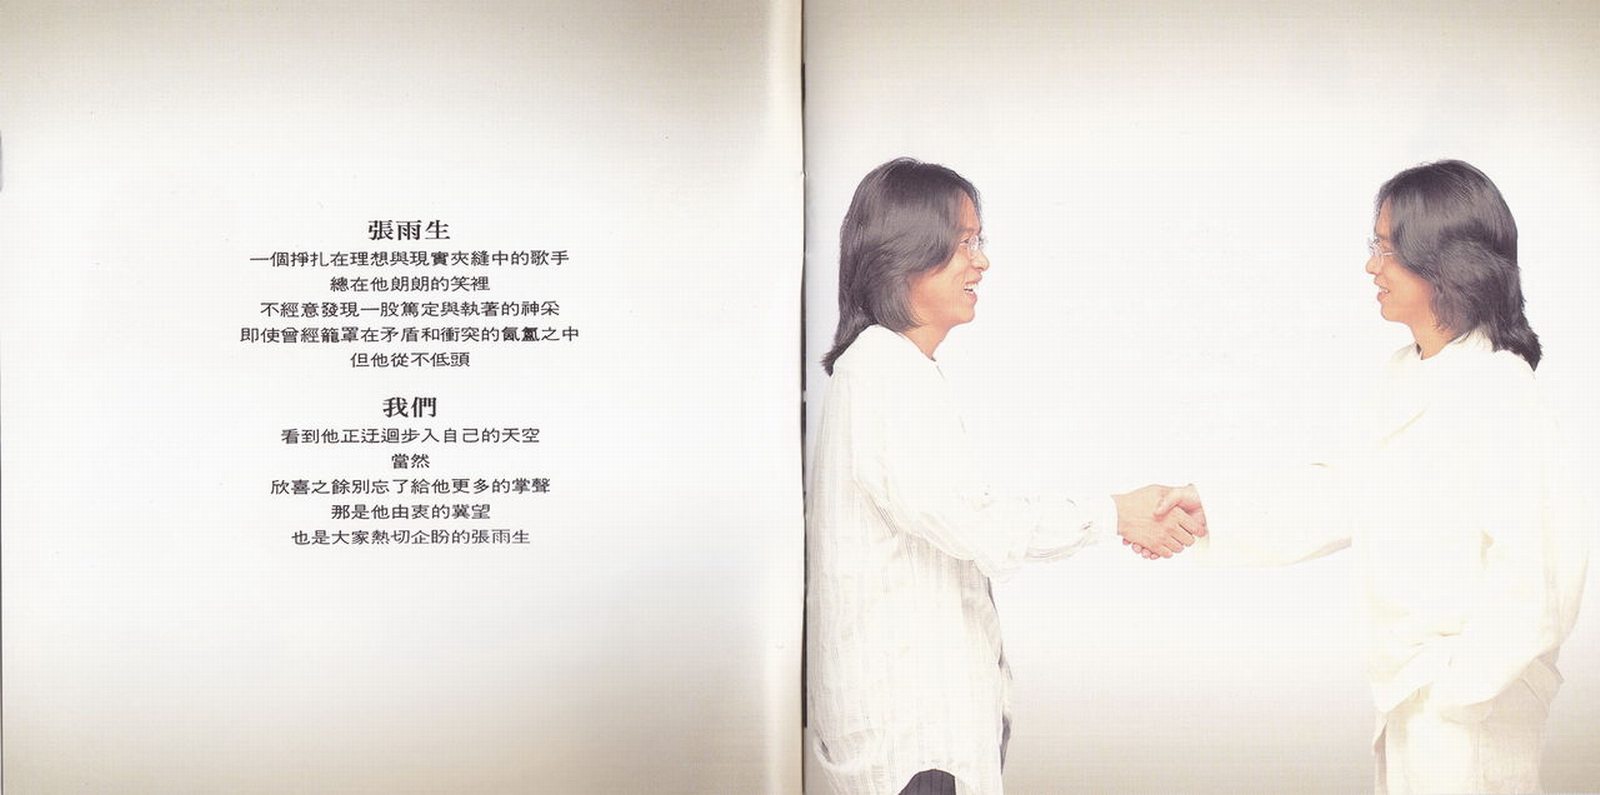 張雨生
一個掙扎在理想與現實夾縫中的歌手
總在他朗朗的笑裡
不經意發現一股篤定與執著的神采
即使曾經籠罩在矛盾和衝突的氤氳之中
但他從不低頭
我們
看到他正迂迴步入自己的天空
當然
欣喜之餘別忘了給他更多的掌聲
那是他由衷的冀望
也是大家熱切企盼的張雨生